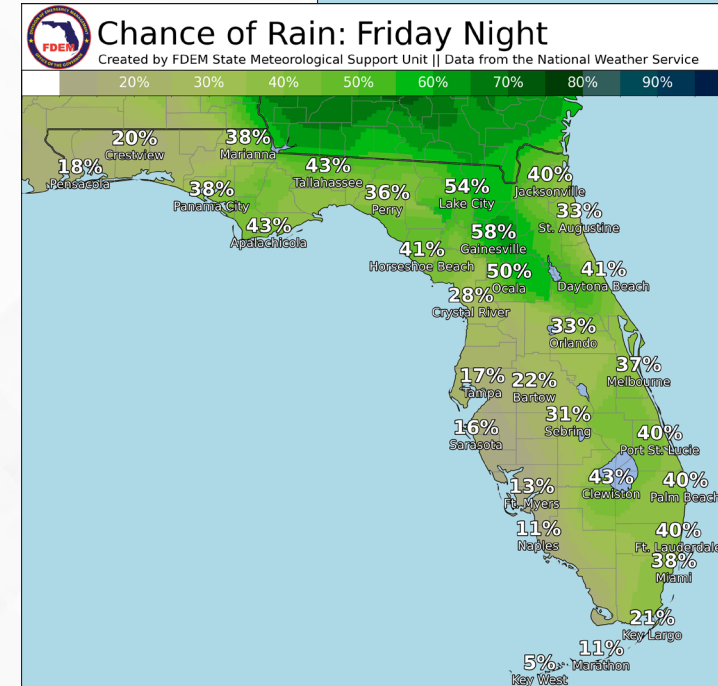 Chance of Rain: Friday Night
Created by FDEM State Meteorological Support Unit || Data from the National Weather Service
FDEM
20% 30% 40% 50% 60% 70% 80% 90%
20%
Crestview
38%
Marianna
18%
Pensacola
43%
Tallahassee
38%
Panama City
36%
Perry
54%
Lake City
40%
Jacksonville
43%
Apalachicola
33%
St. Augustine
58%
Gainesville
41%
Horseshoe Beach
50%
Ocala
41%
Daytona Beach
28%
Crystal River
33%
Orlando
37%
Melbourne
17%
Tampa
22%
Bartow
31%
Sebring
16%
Sarasota
40%
Port St. Lucie
43%
Clewiston
40%
Palm Beach
13%
Ft. Myers
11%
Naples
40%
Ft. Lauderdale
38%
Miami
21%
Key Largo
11%
Marathon
5%
Key West